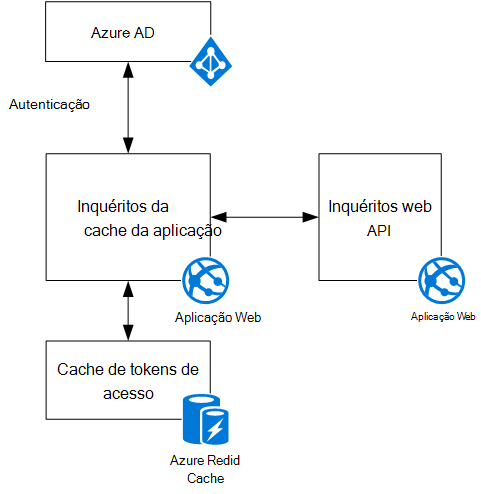 Azure AD
Autenticação
Inquéritos da
cache da aplicação
Inquéritos web
API
Aplicação Web
Aplicação Web
Cache de tokens de
acesso
Azure Redid
Cache